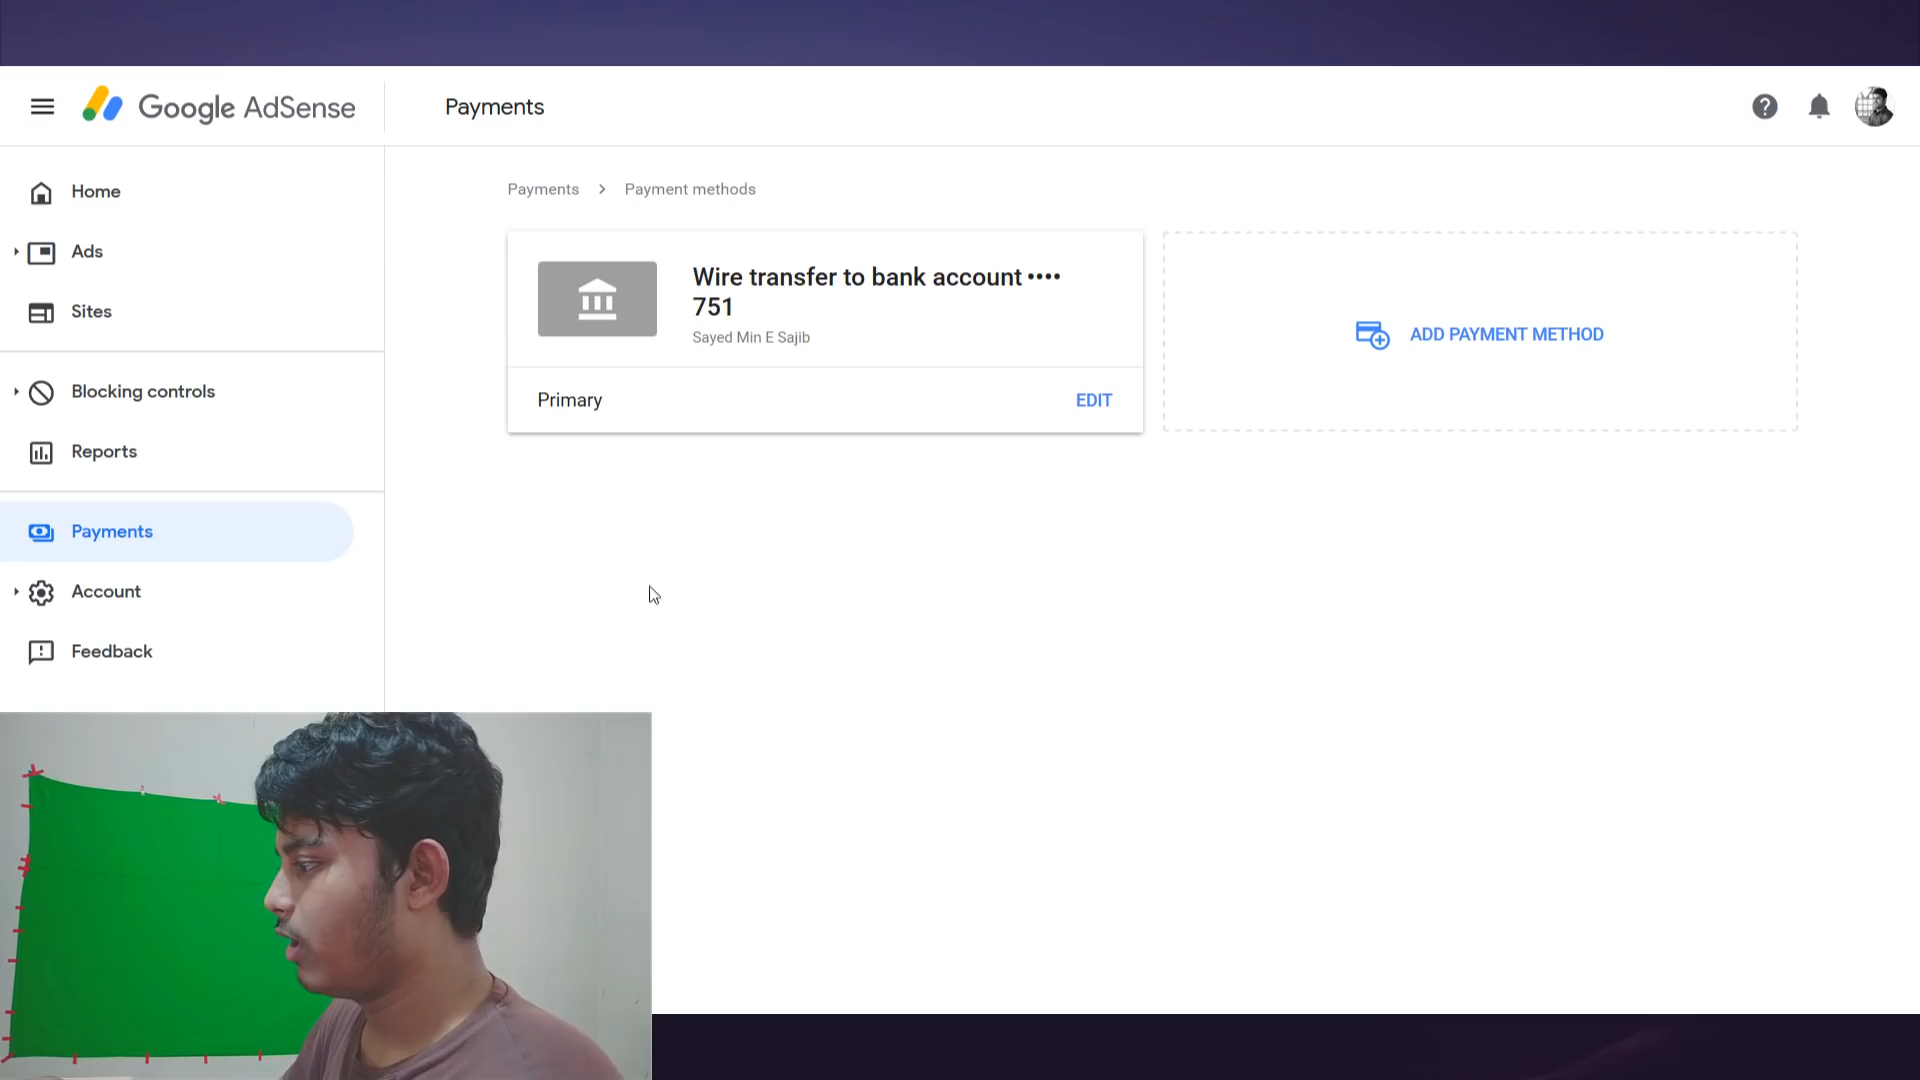 Google AdSense
Payments
Home
Ads
Sites
Blocking controls
Reports
Payments
Account
Feedback
Payments > Payment methods
Wire transfer to bank account ••••
751
Sayed Min E Sajib
Primary
EDIT
ADD PAYMENT METHOD